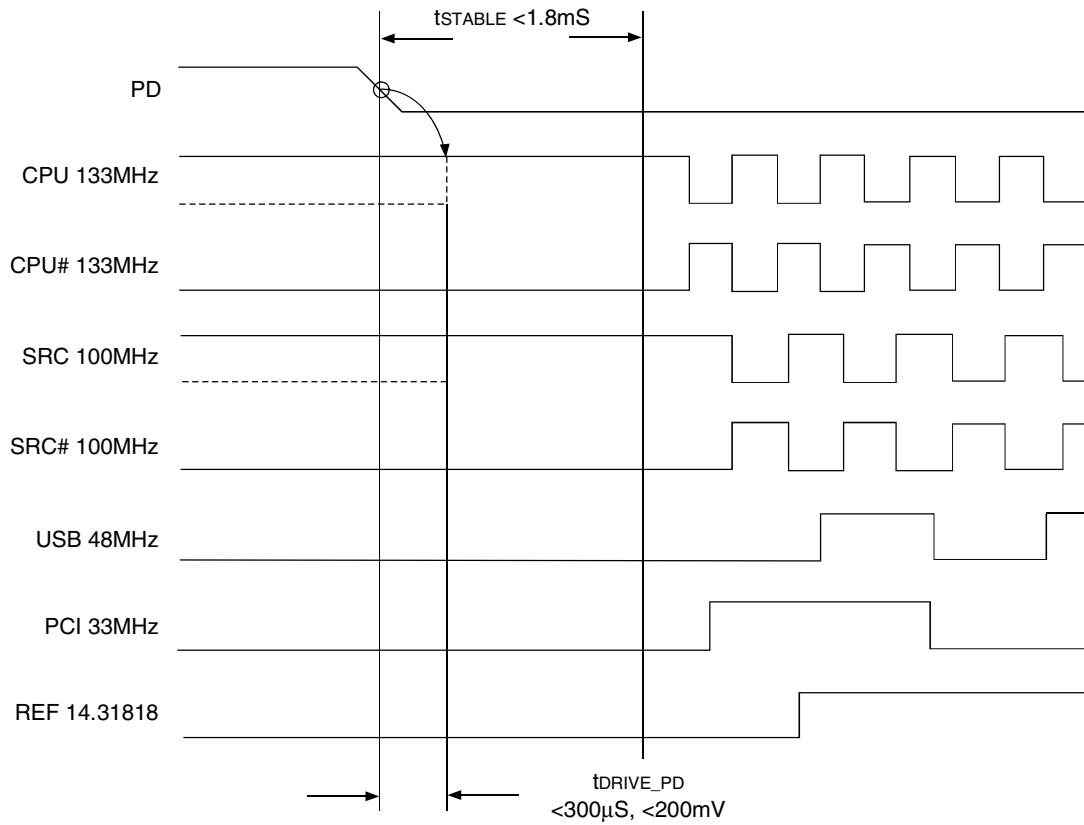 tSTABLE <1.8mS
PD
CPU 133MHz
CPU# 133MHz
SRC 100MHz
SRC# 100MHz
USB 48MHz
PCI 33MHz
REF 14.31818
tDRIVE_PD
<300μS, <200mV